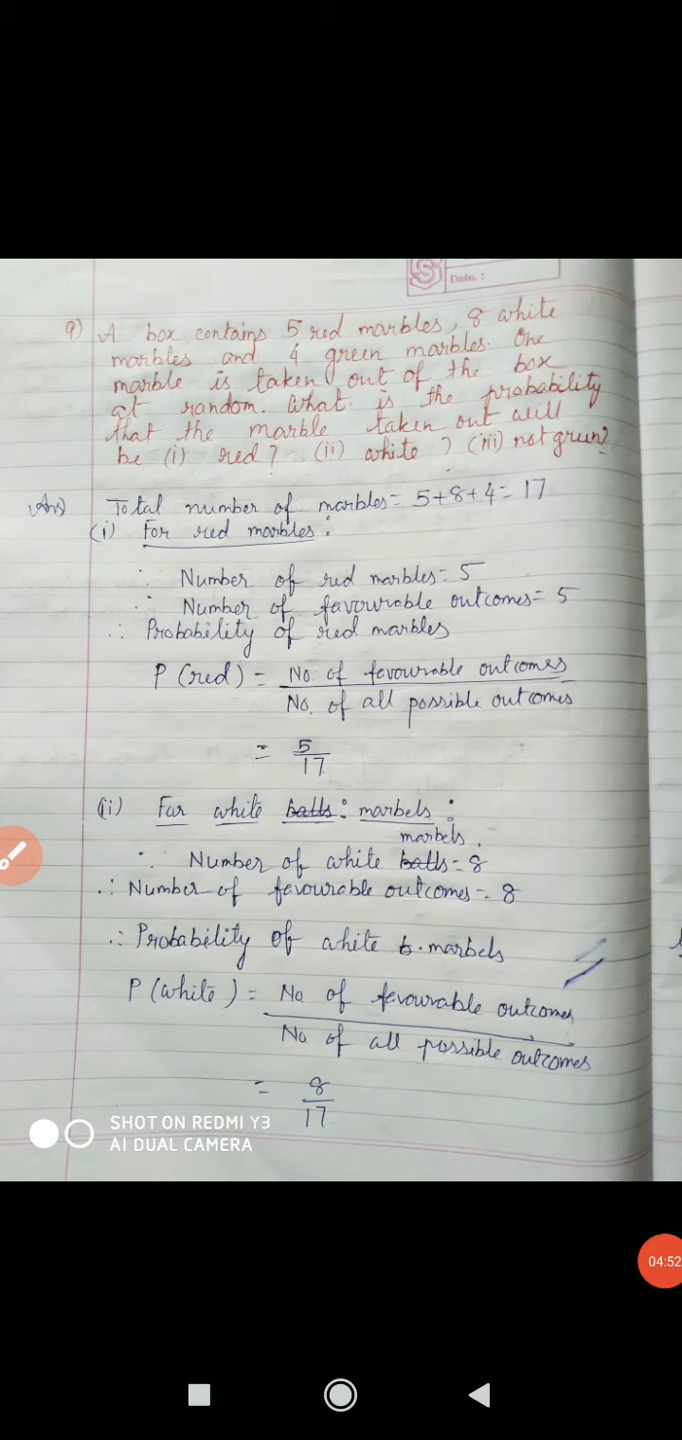 Date. :
9) A box contains 5 red marbles, 8 white
marbles and 4 green marbles. One
marble is taken out of the box
at random. What is the probability
that the marble taken out will
be (i) red? (ii) white? (iii) not green?
Ans) Total number of marbles = 5+8+4 = 17
(i) For red marbles:
∵ Number of red marbles = 5
∴ Number of favourable outcomes = 5
∴ Probability of red marbles
P (red) = No. of favourable outcomes
No. of all possible outcomes
= 5
17
(ii) For white balls: marbels:
marbels.
∵ Number of white balls = 8
∴ Number of favourable outcomes = 8
∴ Probability of white b. marbels
P (white) = No of favourable outcomes
No of all possible outcomes
= 8
17
SHOT ON REDMI Y3
AI DUAL CAMERA
04:52